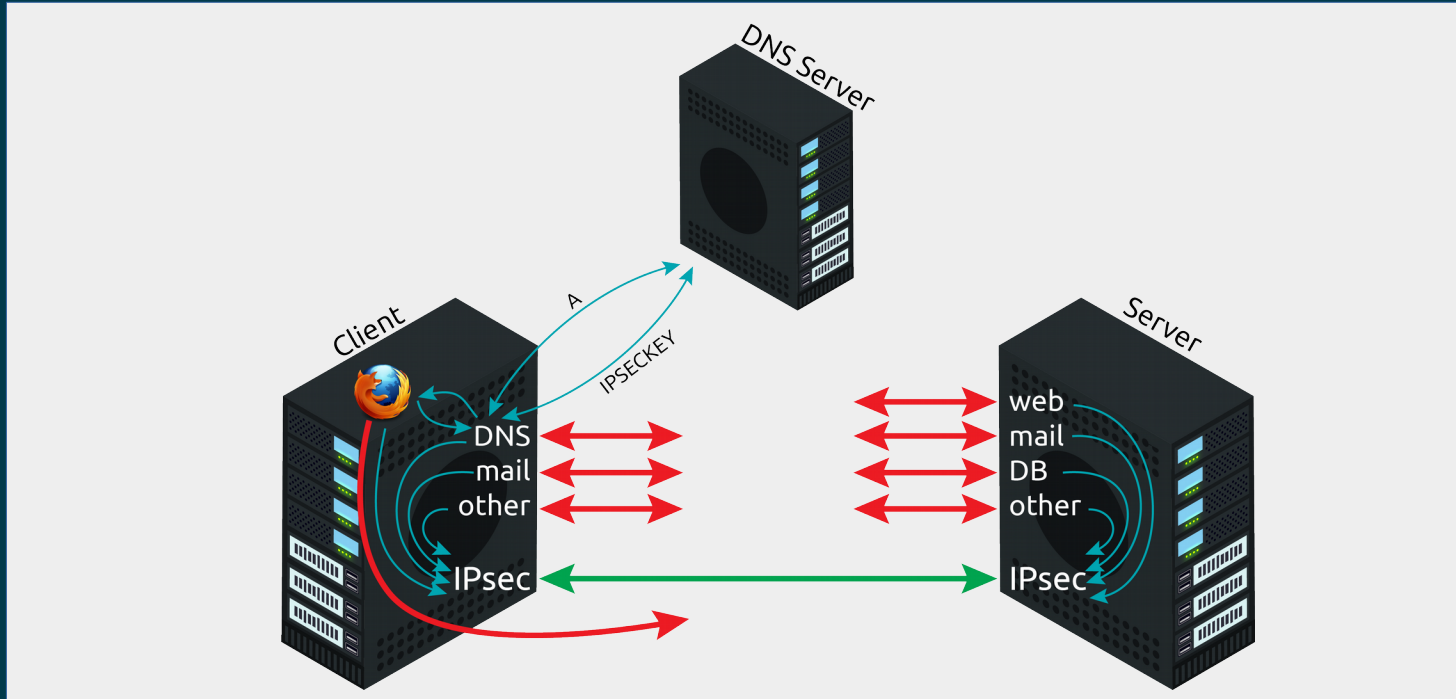 DNS Server
A
IPSECKEY
Client
DNS
mail
other
IPsec
Server
web
mail
DB
other
IPsec